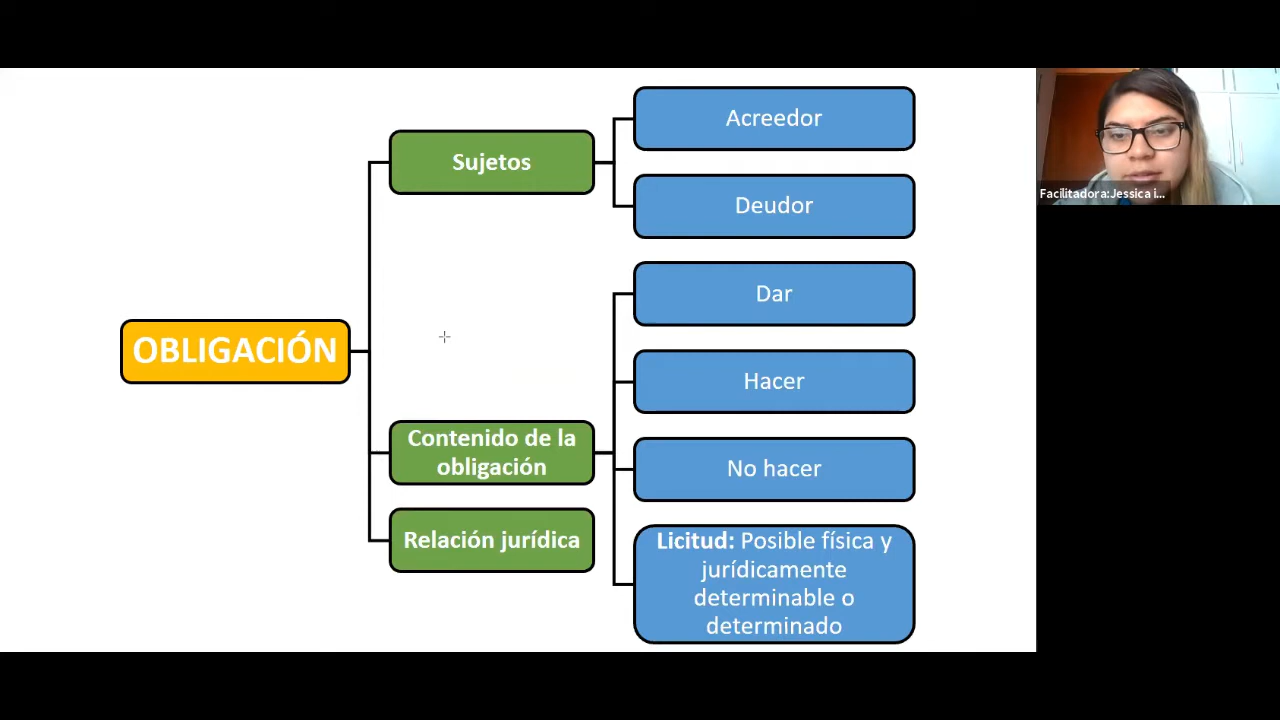 Acreedor
Sujetos
Deudor
Dar
OBLIGACIÓN
Hacer
Contenido de la
obligación
No hacer
Relación jurídica
Licitud: Posible física y
jurídicamente
determinable o
determinado
Facilitadora:Jessica i...